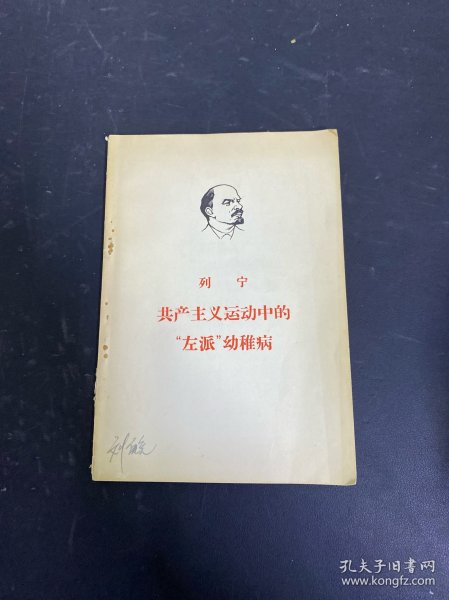 列 宁
共产主义运动中的
“左派”幼稚病
孔夫子旧书网
www.kongfz.com